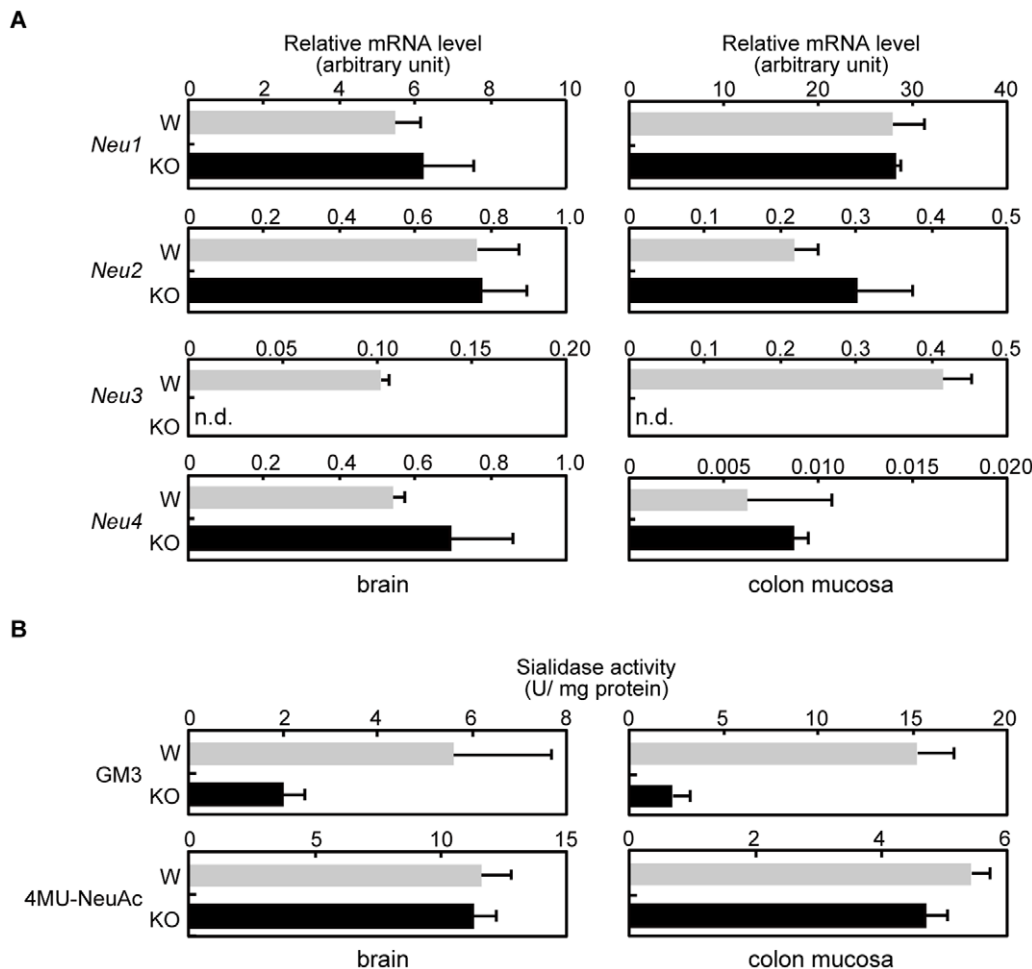 A
Relative mRNA level
(arbitrary unit)
Relative mRNA level
(arbitrary unit)
0 2 4 6 8 10
0 10 20 30 40
Neu1
W
KO
0 0.2 0.4 0.6 0.8 1.0
0 0.1 0.2 0.3 0.4 0.5
Neu2
W
KO
0 0.05 0.10 0.15 0.20
0 0.1 0.2 0.3 0.4 0.5
Neu3
W
KO
n.d.
n.d.
0 0.2 0.4 0.6 0.8 1.0
0 0.005 0.010 0.015 0.020
Neu4
W
KO
brain
colon mucosa
B
Sialidase activity
(U/ mg protein)
0 2 4 6 8
0 5 10 15 20
GM3
W
KO
5 10 15
0 2 4 6
4MU-NeuAc
W
KO
brain
colon mucosa